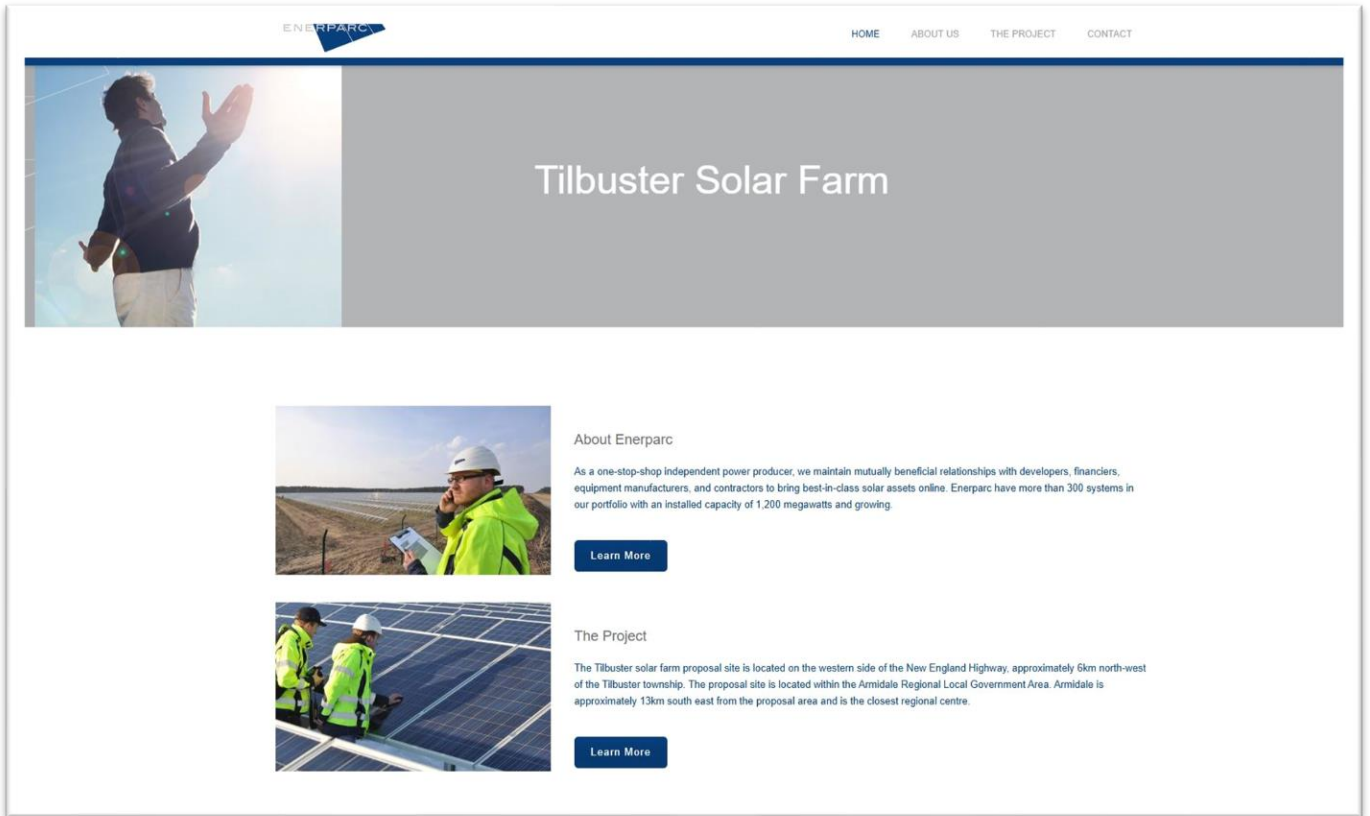 ENERPARC
HOME ABOUT US THE PROJECT CONTACT
Tilbuster Solar Farm
About Enerparc
As a one-stop-shop independent power producer, we maintain mutually beneficial relationships with developers, financiers,
equipment manufacturers, and contractors to bring best-in-class solar assets online. Enerparc have more than 300 systems in
our portfolio with an installed capacity of 1,200 megawatts and growing.
Learn More
The Project
The Tilbuster solar farm proposal site is located on the western side of the New England Highway, approximately 6km north-west
of the Tilbuster township. The proposal site is located within the Armidale Regional Local Government Area. Armidale is
approximately 13km south east from the proposal area and is the closest regional centre.
Learn More